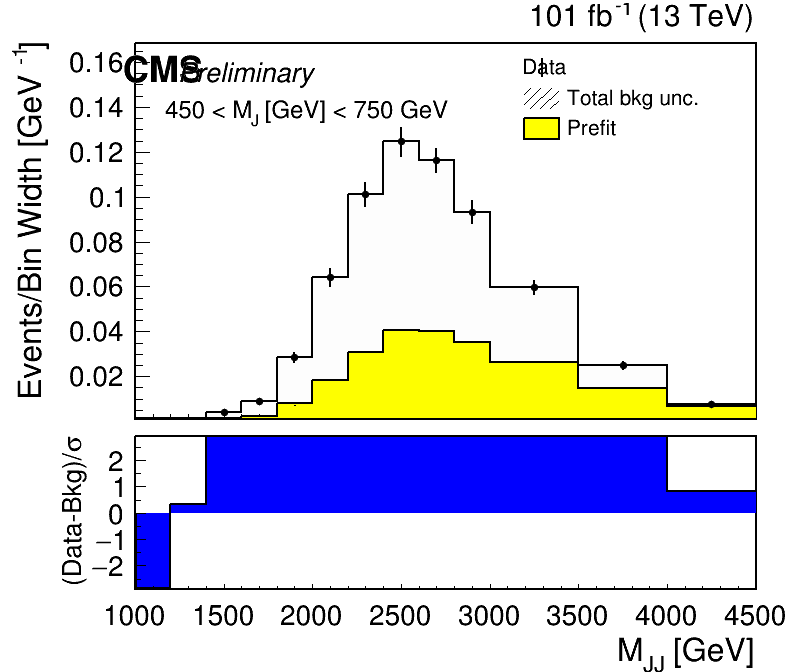 101 fb-1 (13 TeV)
CMS Preliminary
450 < MJ [GeV] < 750 GeV
Data
Total bkg unc.
Prefit
Events/Bin Width [GeV-1]
0.16
0.14
0.12
0.1
0.08
0.06
0.04
0.02
(Data-Bkg)/σ
2
1
0
−1
−2
1000 1500 2000 2500 3000 3500 4000 4500
MJJ [GeV]